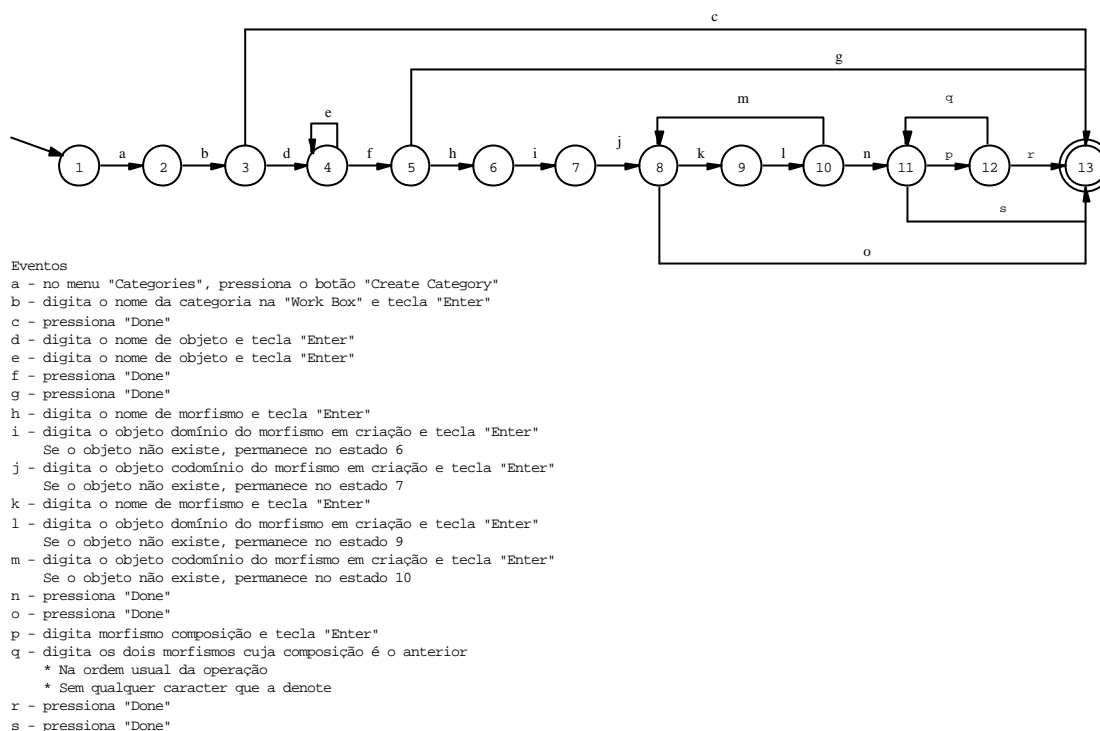 c
g
e
m
q
j
a
b
d
f
h
i
k
l
n
p
r
1
2
3
4
5
6
7
8
9
10
11
12
13
s
o
Eventos
a - no menu "Categories", pressiona o botão "Create Category"
b - digita o nome da categoria na "Work Box" e tecla "Enter"
c - pressiona "Done"
d - digita o nome de objeto e tecla "Enter"
e - digita o nome de objeto e tecla "Enter"
f - pressiona "Done"
g - pressiona "Done"
h - digita o nome de morfismo e tecla "Enter"
i - digita o objeto domínio do morfismo em criação e tecla "Enter"
Se o objeto não existe, permanece no estado 6
j - digita o objeto codomínio do morfismo em criação e tecla "Enter"
Se o objeto não existe, permanece no estado 7
k - digita o nome de morfismo e tecla "Enter"
l - digita o objeto domínio do morfismo em criação e tecla "Enter"
Se o objeto não existe, permanece no estado 9
m - digita o objeto codomínio do morfismo em criação e tecla "Enter"
Se o objeto não existe, permanece no estado 10
n - pressiona "Done"
o - pressiona "Done"
p - digita morfismo composição e tecla "Enter"
q - digita os dois morfismos cuja composição é o anterior
* Na ordem usual da operação
* Sem qualquer caracter que a denote
r - pressiona "Done"
s - pressiona "Done"